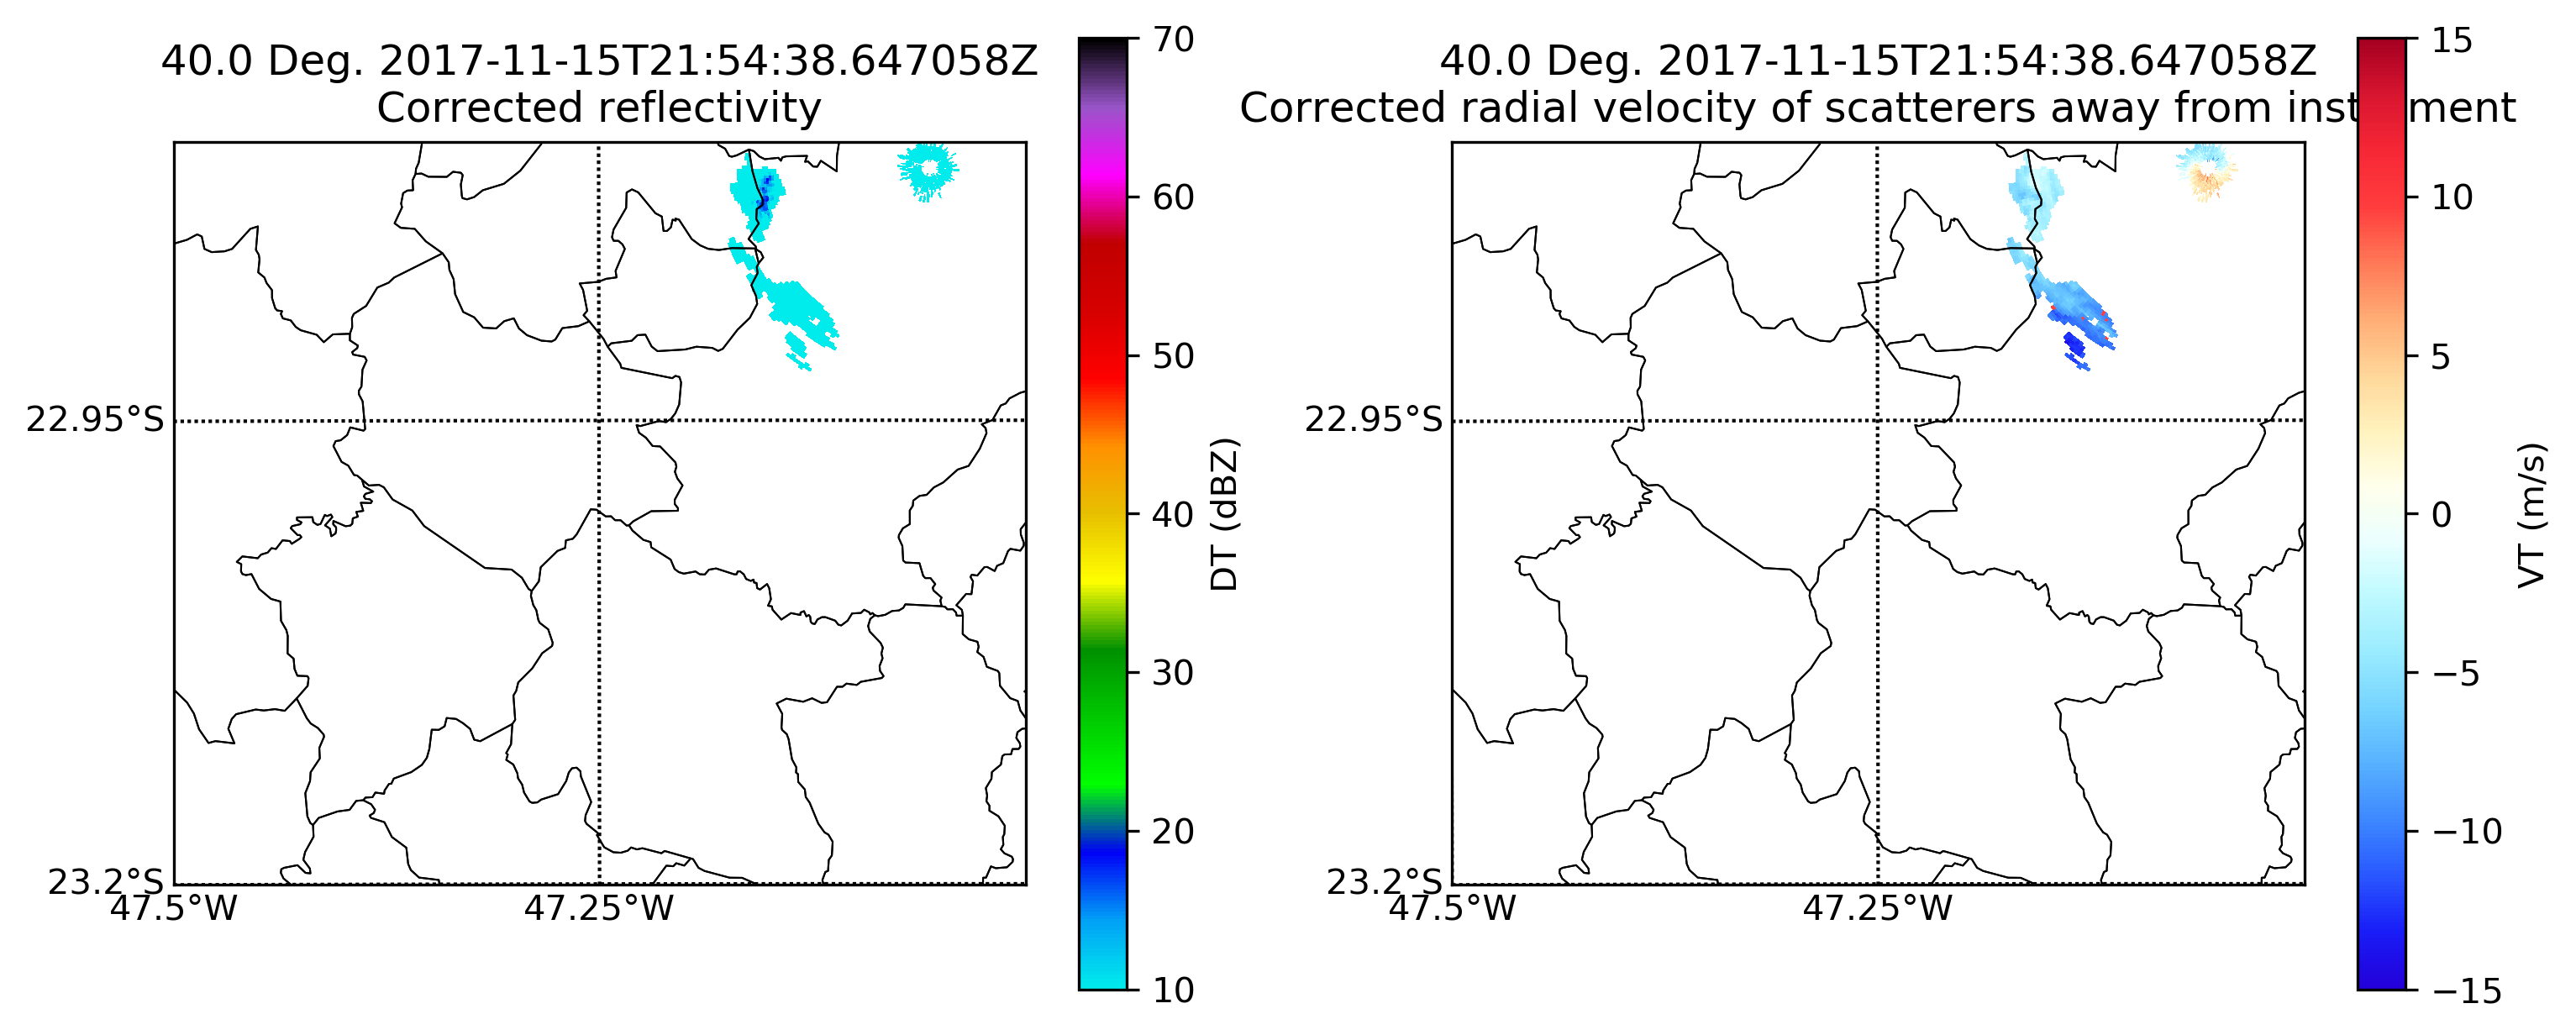 40.0 Deg. 2017-11-15T21:54:38.647058Z
Corrected reflectivity
22.95°S
23.2°S
47.5°W
47.25°W
70
60
50
40
30
20
10
DT (dBZ)
40.0 Deg. 2017-11-15T21:54:38.647058Z
Corrected radial velocity of scatterers away from inst ment
22.95°S
23.2°S
47.5°W
47.25°W
15
10
5
0
−5
−10
−15
VT (m/s)